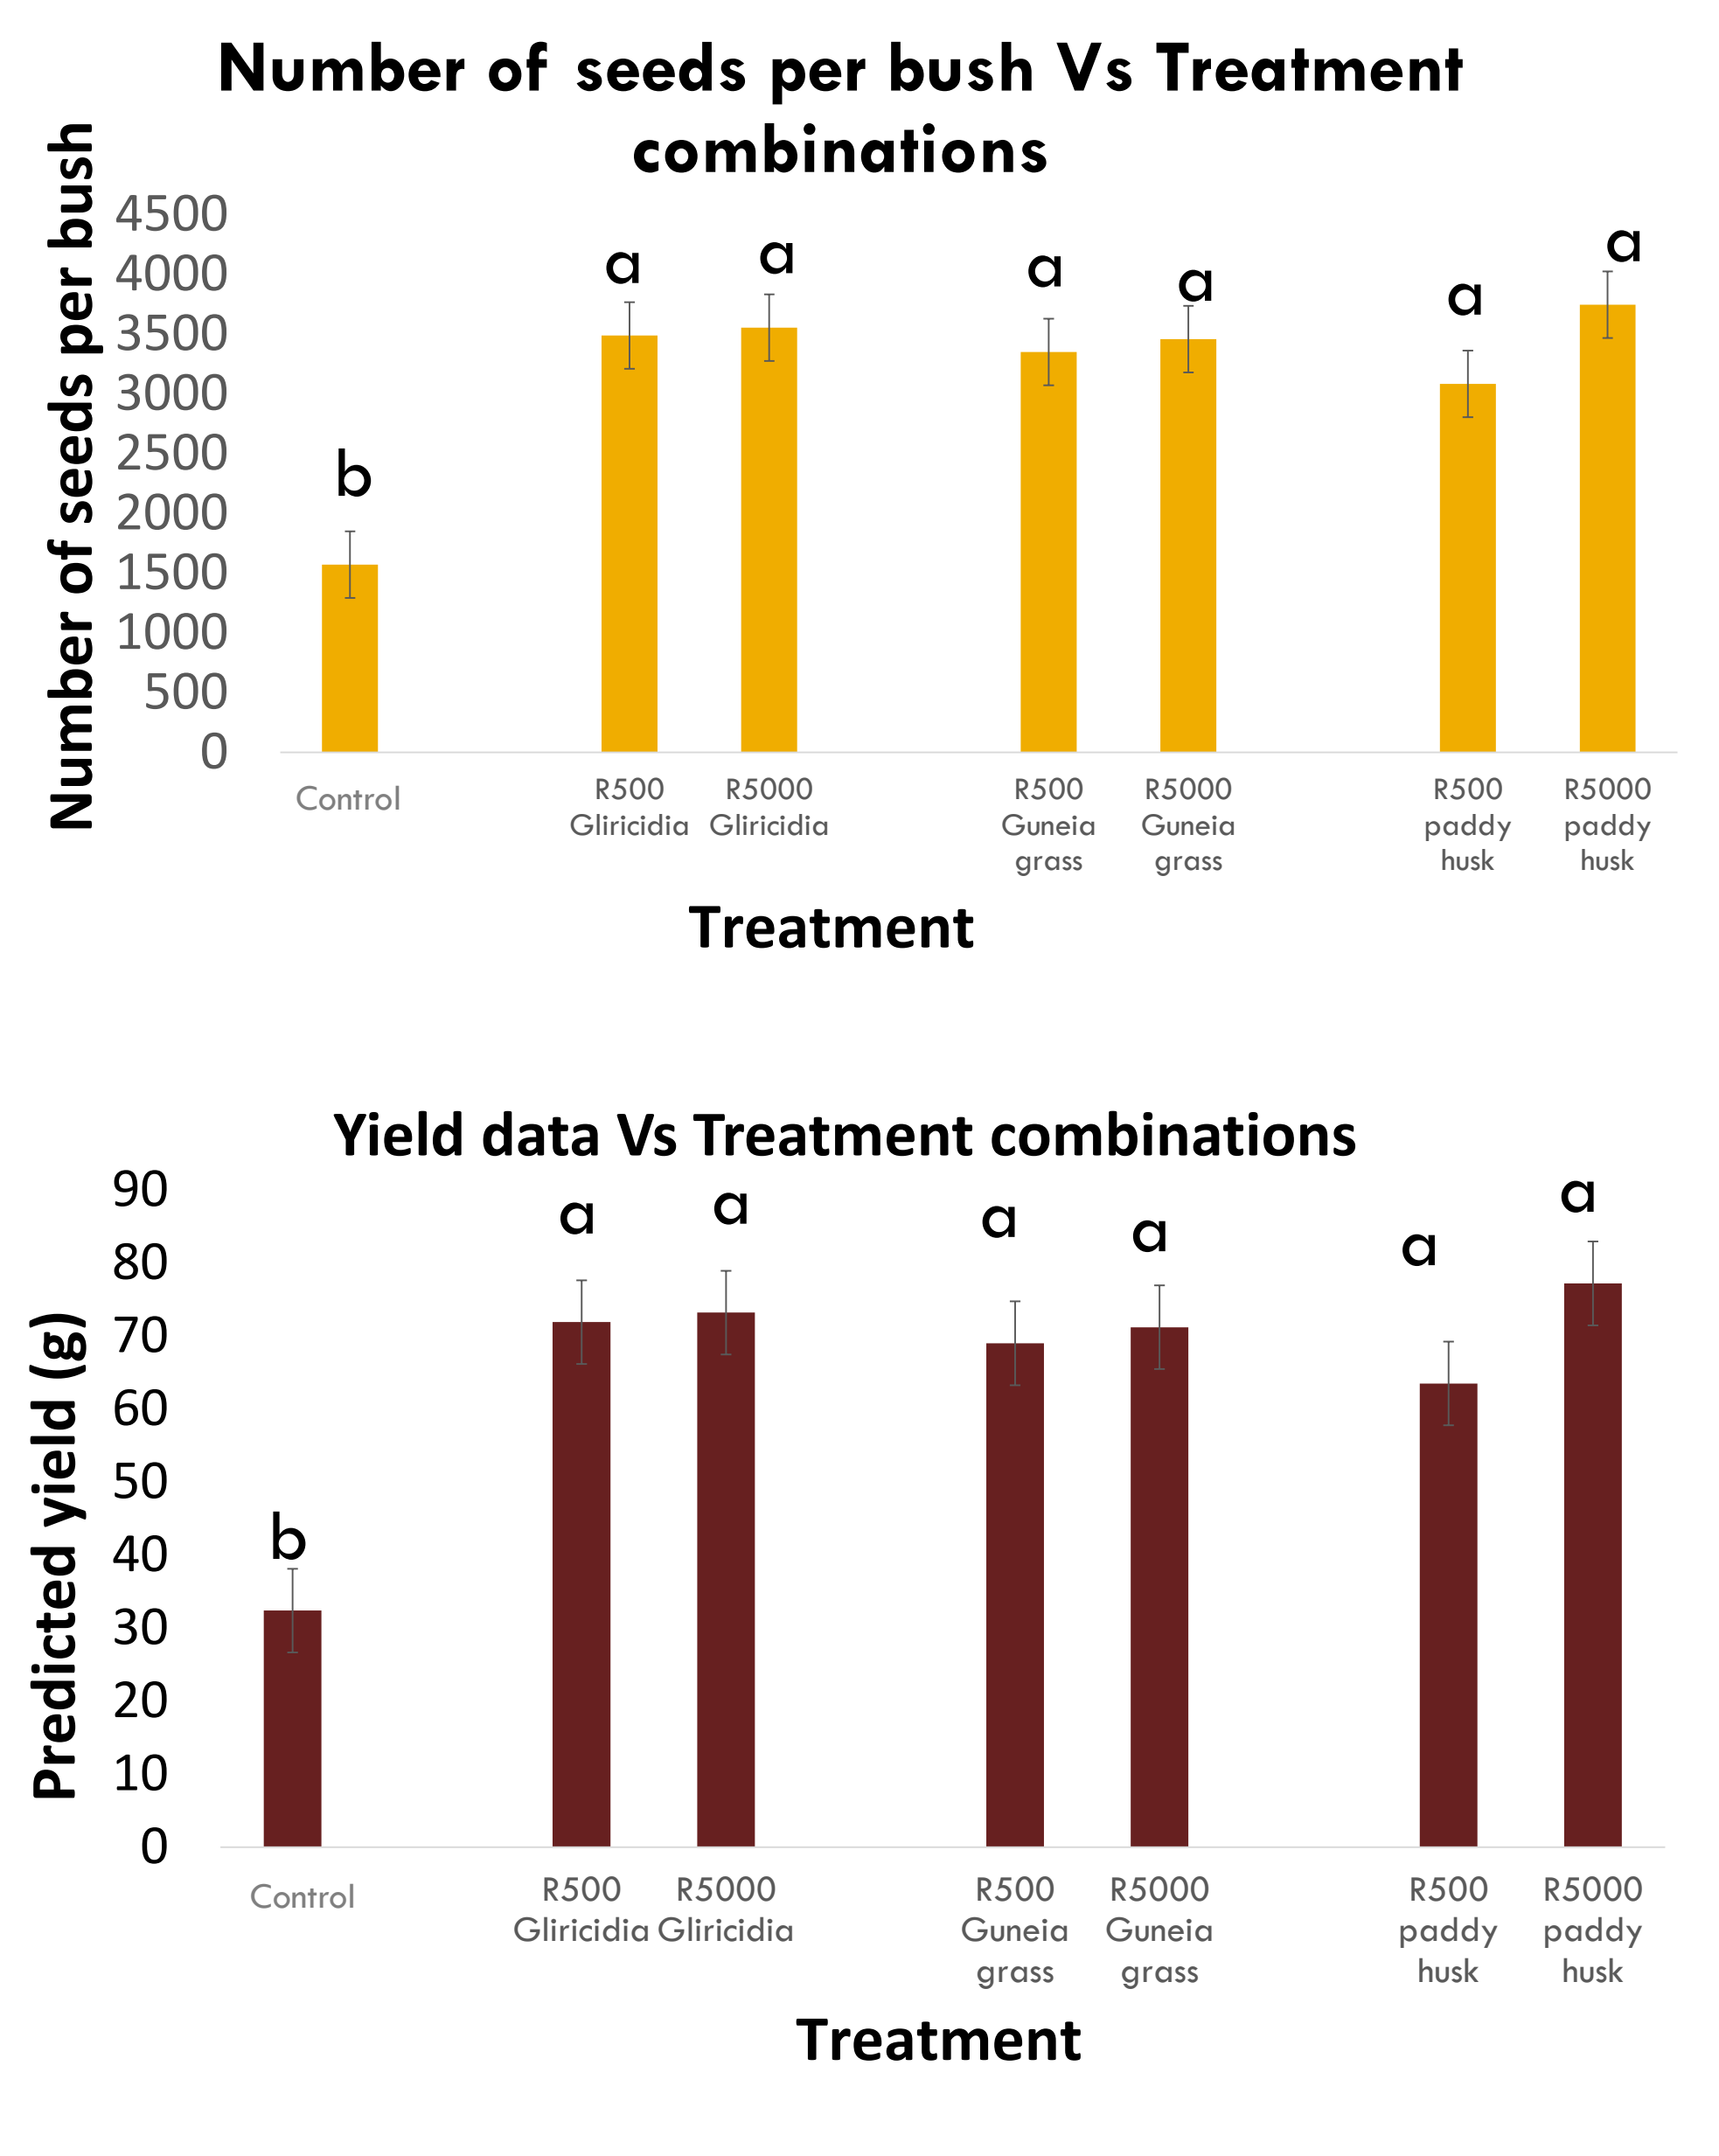 Number of seeds per bush Vs Treatment
combinations
Number of seeds per bush
4500
4000
3500
3000
2500
2000
1500
1000
500
0
b
a
a
a
a
a
a
Control
R500
Gliricidia
R5000
Gliricidia
R500
Guneia
grass
R5000
Guneia
grass
R500
paddy
husk
R5000
paddy
husk
Treatment
Yield data Vs Treatment combinations
Predicted yield (g)
90
80
70
60
50
40
30
20
10
0
b
a
a
a
a
a
a
Control
R500
Gliricidia
R5000
Gliricidia
R500
Guneia
grass
R5000
Guneia
grass
R500
paddy
husk
R5000
paddy
husk
Treatment